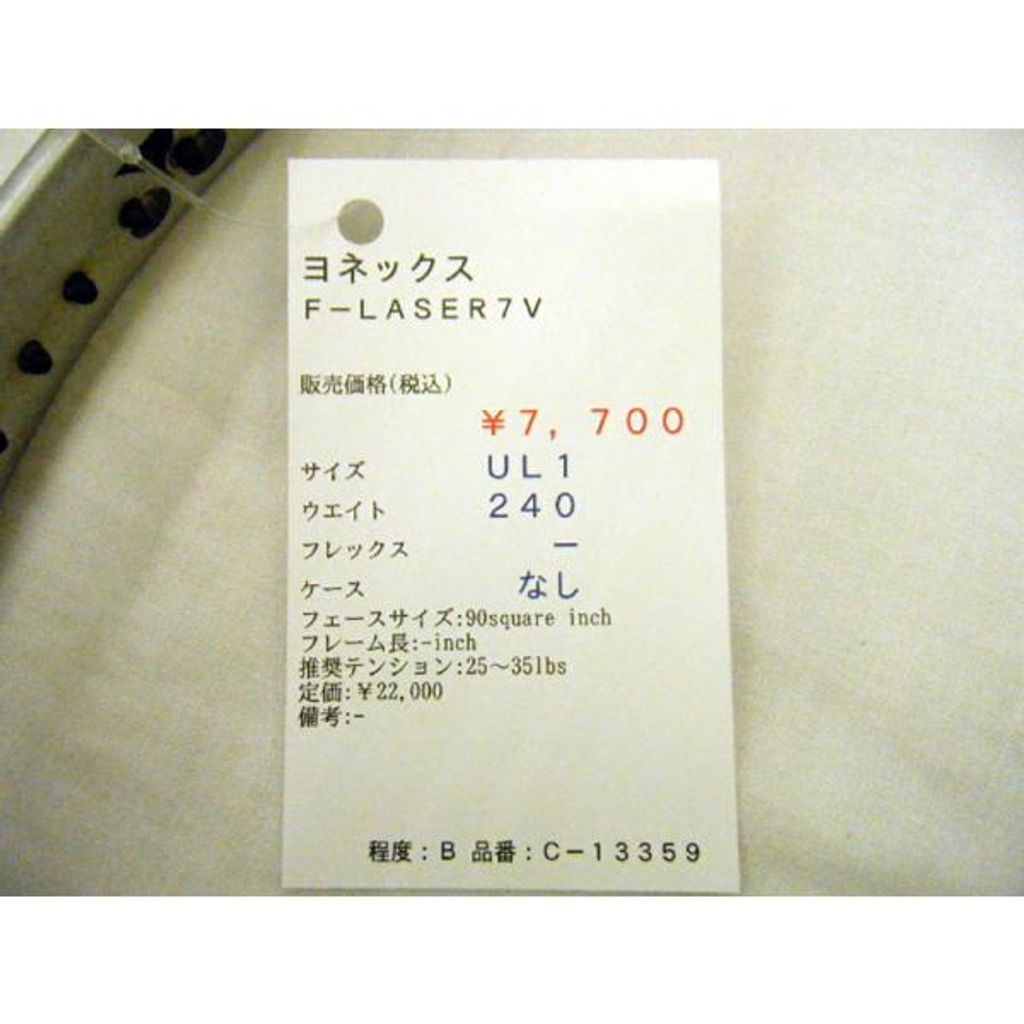 ヨネックス
F－LASER7V
販売価格(税込)
￥7, 700
サイズ UL1
ウエイト 240
フレックス ー
ケース なし
フェースサイズ:90square inch
フレーム長:-inch
推奨テンション:25～35lbs
定価:￥22,000
備考:-
程度：B 品番：C－13359